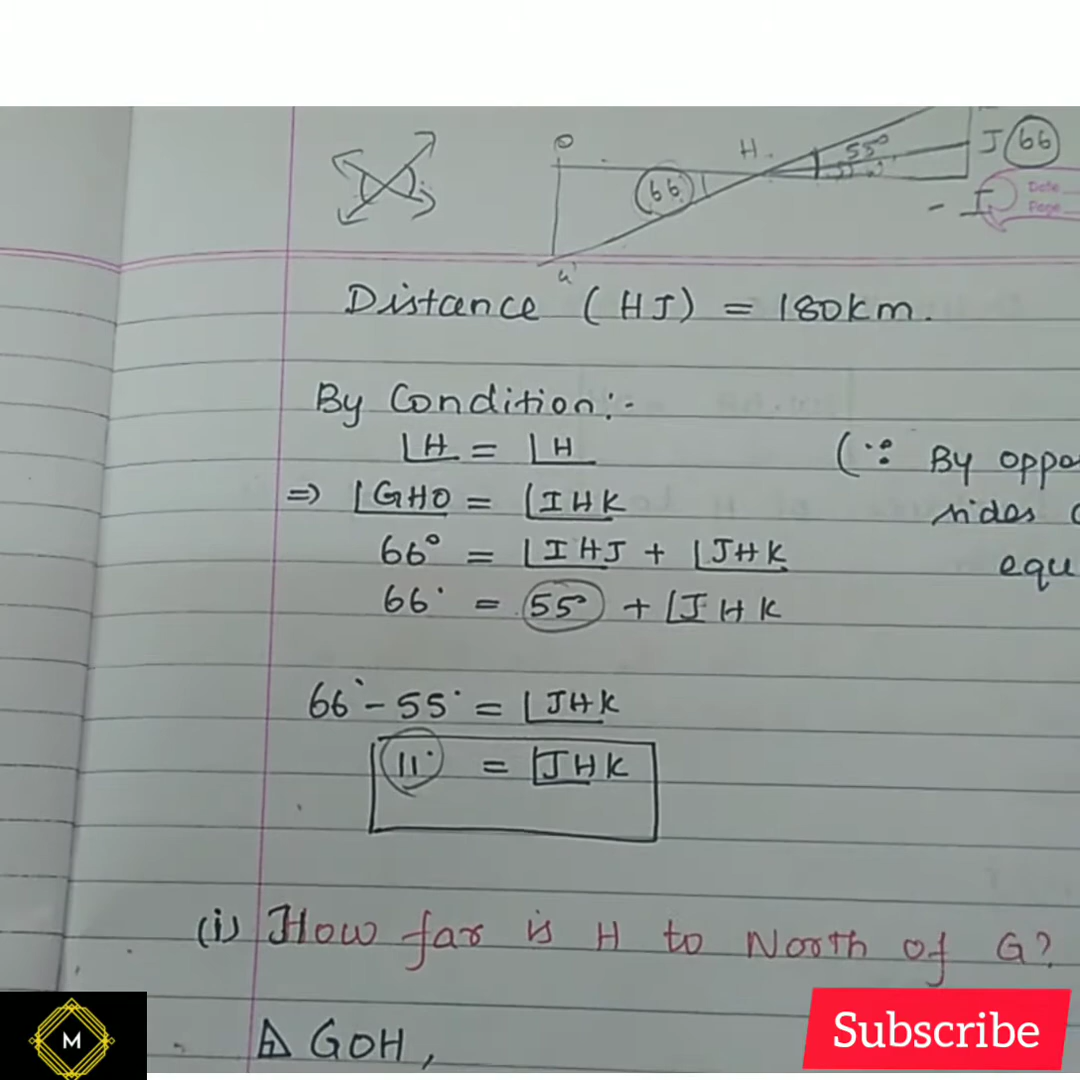 O
H.
55°
J (66)
(66)
I
Date
Page
G
Distance (HJ) = 180km.
By Condition:-
∠H = ∠H (∵ By oppo
⇒ ∠GHO = ∠IHK sides
66° = ∠IHJ + ∠JHK equ
66° = 55° + ∠JHK
66° - 55° = ∠JHK
11° = ∠JHK
(i) How far is H to North of G?
△ GOH,
M
Subscribe